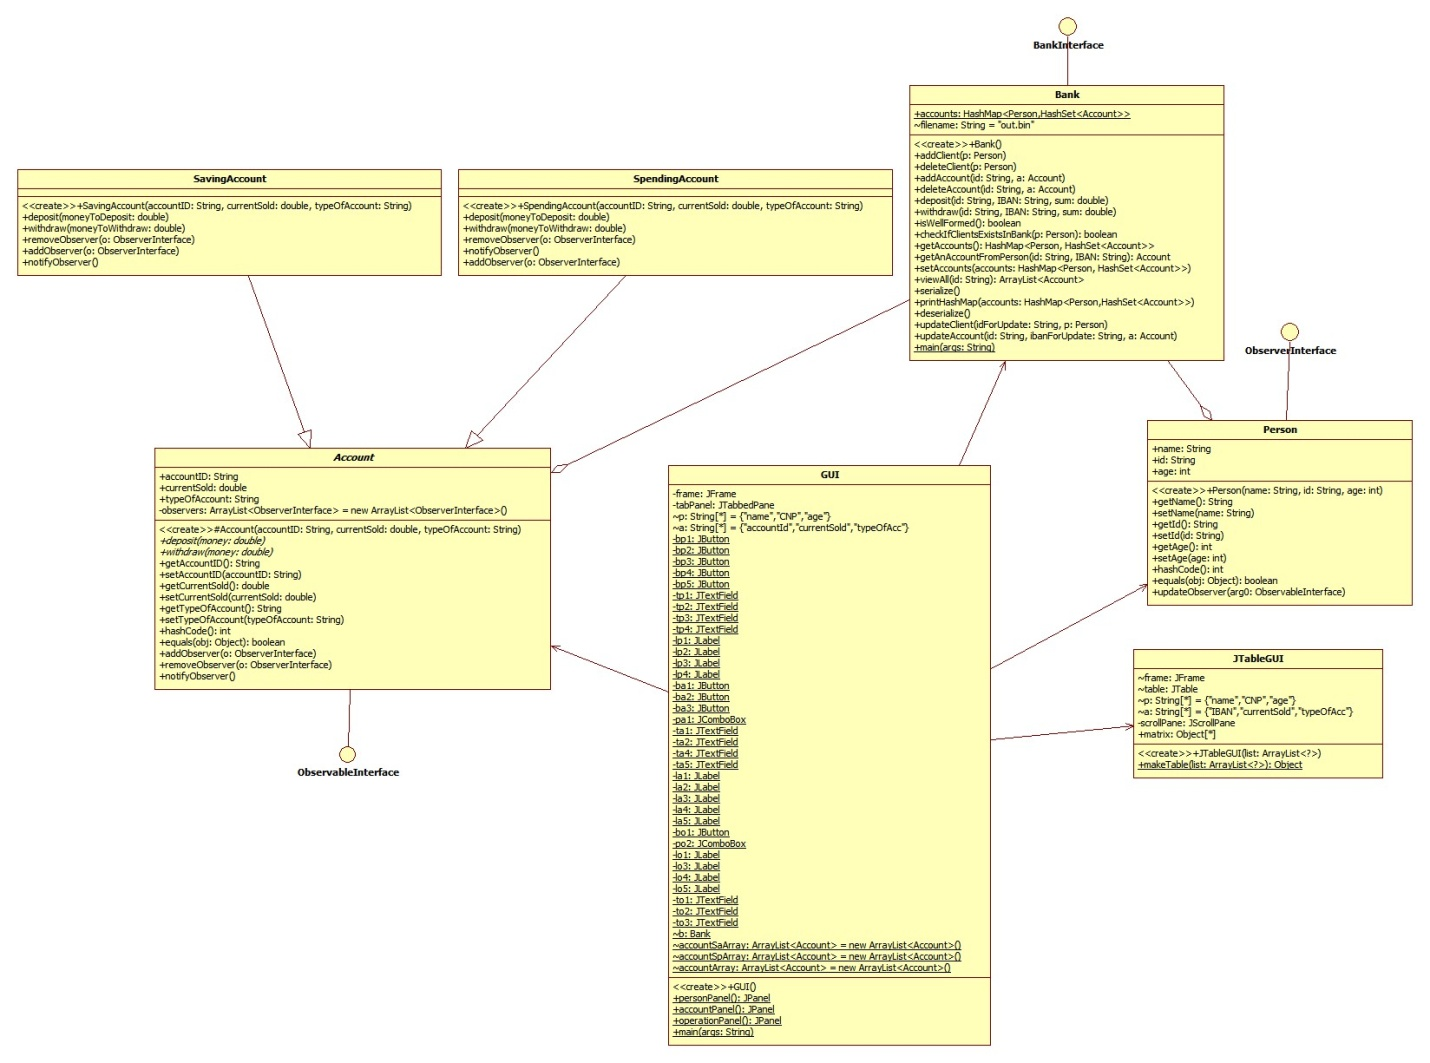 BankInterface
Bank
+accounts: HashMap<Person,HashSet<Account>>
~filename: String = "out.bin"
<<create>>+Bank()
+addClient(p: Person)
+deleteClient(p: Person)
+addAccount(id: String, a: Account)
+deleteAccount(id: String, a: Account)
+deposit(id: String, IBAN: String, sum: double)
+withdraw(id: String, IBAN: String, sum: double)
+isWellFormed(): boolean
+checkIfClientsExistsInBank(p: Person): boolean
+getAccounts(): HashMap<Person, HashSet<Account>>
+getAnAccountFromPerson(id: String, IBAN: String): Account
+setAccounts(accounts: HashMap<Person, HashSet<Account>>)
+viewAll(id: String): ArrayList<Account>
+serialize()
+printHashMap(accounts: HashMap<Person,HashSet<Account>>)
+deserialize()
+updateClient(idForUpdate: String, p: Person)
+updateAccount(id: String, ibanForUpdate: String, a: Account)
+main(args: String)
SavingAccount
<<create>>+SavingAccount(accountID: String, currentSold: double, typeOfAccount: String)
+deposit(moneyToDeposit: double)
+withdraw(moneyToWithdraw: double)
+removeObserver(o: ObserverInterface)
+addObserver(o: ObserverInterface)
+notifyObserver()
SpendingAccount
<<create>>+SpendingAccount(accountID: String, currentSold: double, typeOfAccount: String)
+deposit(moneyToDeposit: double)
+withdraw(moneyToWithdraw: double)
+removeObserver(o: ObserverInterface)
+notifyObserver()
+addObserver(o: ObserverInterface)
ObserverInterface
Person
+name: String
+id: String
+age: int
<<create>>+Person(name: String, id: String, age: int)
+getName(): String
+setName(name: String)
+getId(): String
+setId(id: String)
+getAge(): int
+setAge(age: int)
+hashCode(): int
+equals(obj: Object): boolean
+updateObserver(arg0: ObservableInterface)
Account
+accountID: String
+currentSold: double
+typeOfAccount: String
-observers: ArrayList<ObserverInterface> = new ArrayList<ObserverInterface>()
<<create>>#Account(accountID: String, currentSold: double, typeOfAccount: String)
+deposit(money: double)
+withdraw(money: double)
+getAccountID(): String
+setAccountID(accountID: String)
+getCurrentSold(): double
+setCurrentSold(currentSold: double)
+getTypeOfAccount(): String
+setTypeOfAccount(typeOfAccount: String)
+hashCode(): int
+equals(obj: Object): boolean
+addObserver(o: ObserverInterface)
+removeObserver(o: ObserverInterface)
+notifyObserver()
ObservableInterface
GUI
-frame: JFrame
-tabPanel: JTabbedPane
~p: String[*] = {"name","CNP","age"}
~a: String[*] = {"accountId","currentSold","typeOfAcc"}
-bp1: JButton
-bp2: JButton
-bp3: JButton
-bp4: JButton
-bp5: JButton
-tp1: JTextField
-tp2: JTextField
-tp3: JTextField
-tp4: JTextField
-lp1: JLabel
-lp2: JLabel
-lp3: JLabel
-lp4: JLabel
-ba1: JButton
-ba2: JButton
-ba3: JButton
-pa1: JComboBox
-ta1: JTextField
-ta2: JTextField
-ta4: JTextField
-ta5: JTextField
-la1: JLabel
-la2: JLabel
-la3: JLabel
-la4: JLabel
-la5: JLabel
-bo1: JButton
-po2: JComboBox
-lo1: JLabel
-lo3: JLabel
-lo4: JLabel
-lo5: JLabel
-to1: JTextField
-to2: JTextField
-to3: JTextField
~b: Bank
~accountSaArray: ArrayList<Account> = new ArrayList<Account>()
~accountSpArray: ArrayList<Account> = new ArrayList<Account>()
~accountArray: ArrayList<Account> = new ArrayList<Account>()
<<create>>+GUI()
+personPanel(): JPanel
+accountPanel(): JPanel
+operationPanel(): JPanel
+main(args: String)
JTableGUI
~frame: JFrame
~table: JTable
~p: String[*] = {"name","CNP","age"}
~a: String[*] = {"IBAN","currentSold","typeOfAcc"}
-scrollPane: JScrollPane
+matrix: Object[*]
<<create>>+JTableGUI(list: ArrayList<?>)
+makeTable(list: ArrayList<?>): Object